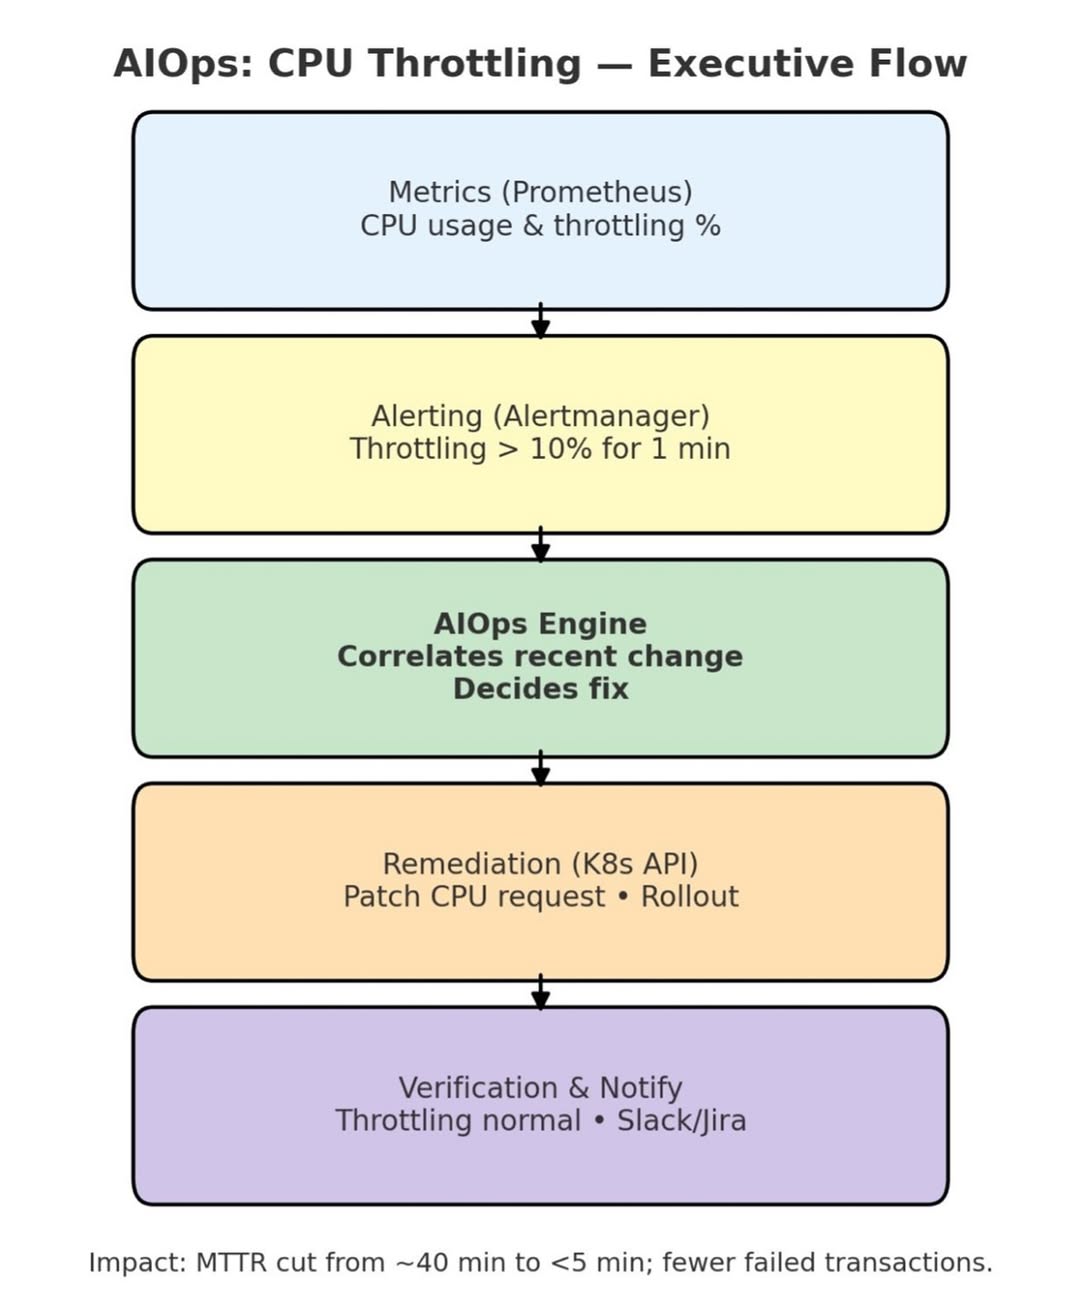 AIOps: CPU Throttling — Executive Flow
Metrics (Prometheus)
CPU usage & throttling %
Alerting (Alertmanager)
Throttling > 10% for 1 min
AIOps Engine
Correlates recent change
Decides fix
Remediation (K8s API)
Patch CPU request • Rollout
Verification & Notify
Throttling normal • Slack/Jira
Impact: MTTR cut from ~40 min to <5 min; fewer failed transactions.